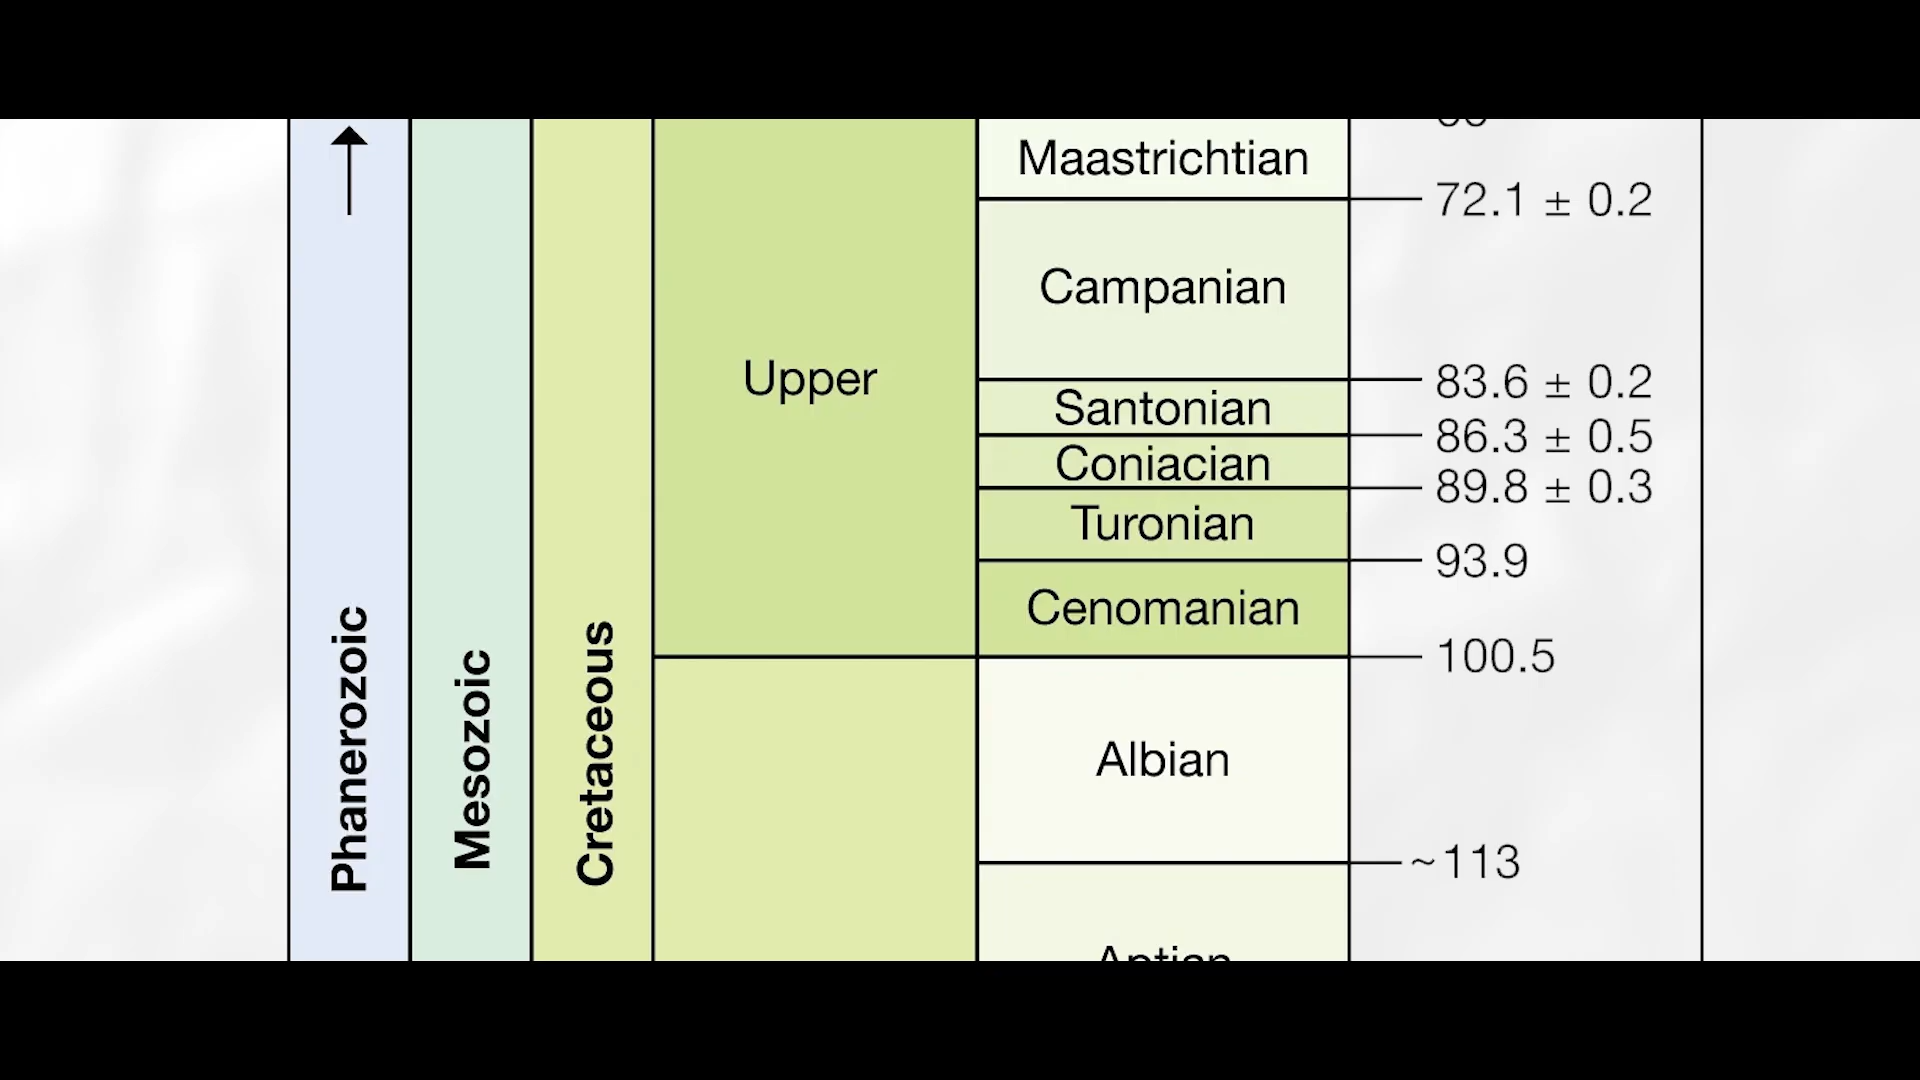 Maastrichtian
72.1 ± 0.2
Campanian
83.6 ± 0.2
Upper
Santonian
86.3 ± 0.5
Coniacian
89.8 ± 0.3
Turonian
93.9
Cenomanian
100.5
Albian
~113
Aptian
Phanerozoic
Mesozoic
Cretaceous